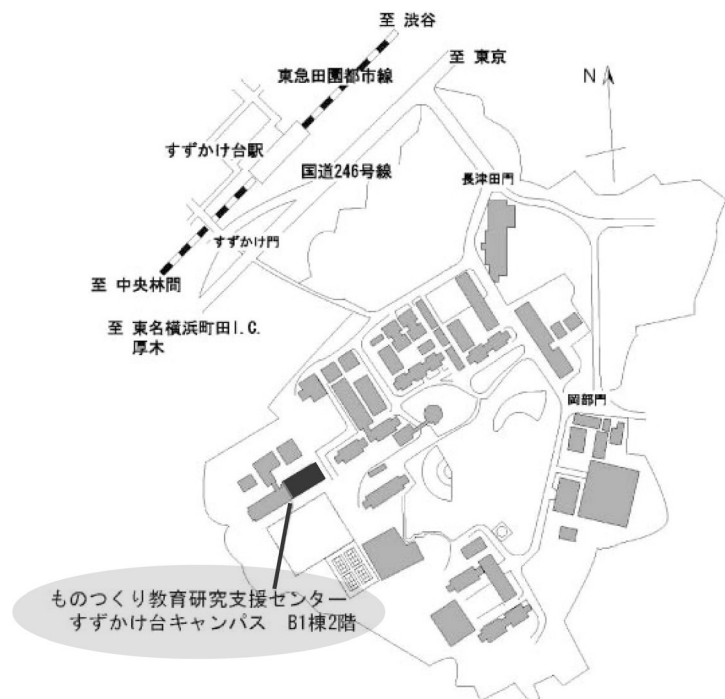 至 渋谷
東急田園都市線
至 東京
N
すずかけ台駅
国道246号線
長津田門
すずかけ門
至 中央林間
至 東名横浜町田I.C.
厚木
岡部門
ものつくり教育研究支援センター
すずかけ台キャンパス B1棟2階